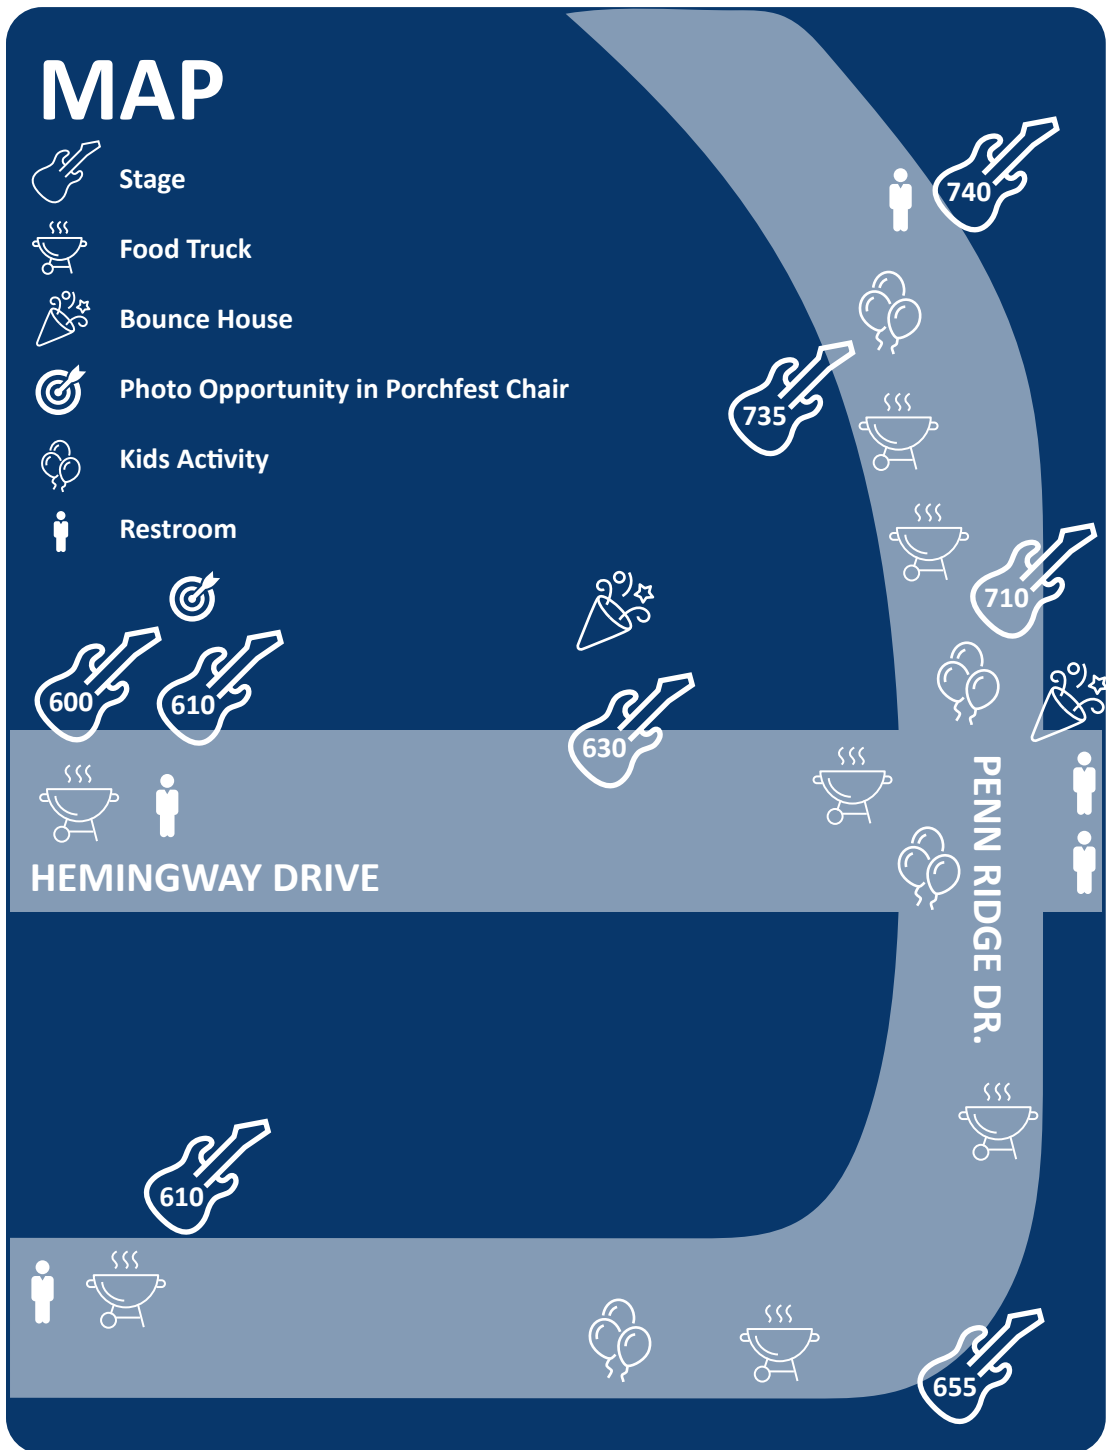 MAP
Stage
Food Truck
Bounce House
Photo Opportunity in Porchfest Chair
Kids Activity
Restroom
740
735
710
600
610
630
PENN RIDGE DR.
HEMINGWAY DRIVE
610
655